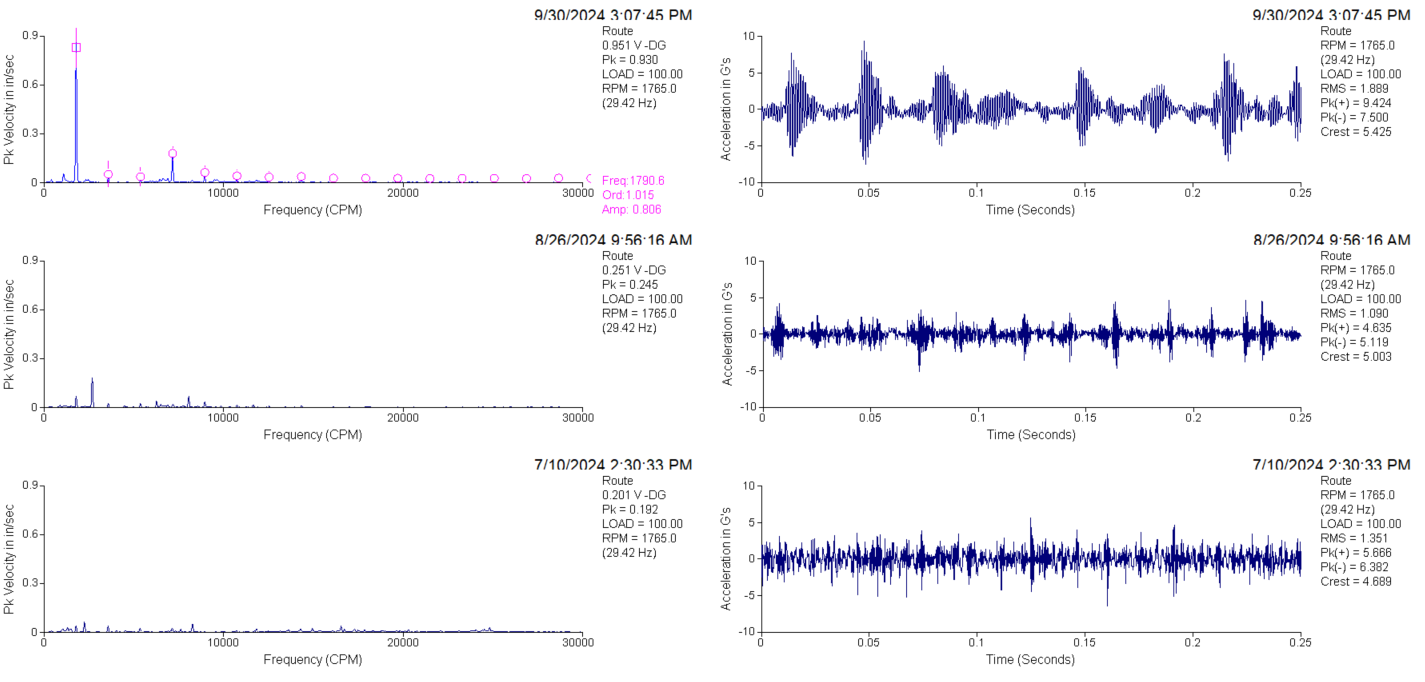 9/30/2024 3:07:45 PM
Route
0.951 V -DG
Pk = 0.930
LOAD = 100.00
RPM = 1765.0
(29.42 Hz)
Pk Velocity in in/sec
0.9
0.6
0.3
0
0
10000
20000
30000
Frequency (CPM)
Freq:1790.6
Ord:1.015
Amp: 0.806
9/30/2024 3:07:45 PM
Route
RPM = 1765.0
(29.42 Hz)
LOAD = 100.00
RMS = 1.889
Pk(+) = 9.424
Pk(-) = 7.500
Crest = 5.425
Acceleration in G's
10
5
0
-5
-10
0
0.05
0.1
0.15
0.2
0.25
Time (Seconds)
8/26/2024 9:56:16 AM
Route
0.251 V -DG
Pk = 0.245
LOAD = 100.00
RPM = 1765.0
(29.42 Hz)
Pk Velocity in in/sec
0.9
0.6
0.3
0
0
10000
20000
30000
Frequency (CPM)
8/26/2024 9:56:16 AM
Route
RPM = 1765.0
(29.42 Hz)
LOAD = 100.00
RMS = 1.090
Pk(+) = 4.635
Pk(-) = 5.119
Crest = 5.003
Acceleration in G's
10
5
0
-5
-10
0
0.05
0.1
0.15
0.2
0.25
Time (Seconds)
7/10/2024 2:30:33 PM
Route
0.201 V -DG
Pk = 0.192
LOAD = 100.00
RPM = 1765.0
(29.42 Hz)
Pk Velocity in in/sec
0.9
0.6
0.3
0
0
10000
20000
30000
Frequency (CPM)
7/10/2024 2:30:33 PM
Route
RPM = 1765.0
(29.42 Hz)
LOAD = 100.00
RMS = 1.351
Pk(+) = 5.666
Pk(-) = 6.382
Crest = 4.689
Acceleration in G's
10
5
0
-5
-10
0
0.05
0.1
0.15
0.2
0.25
Time (Seconds)